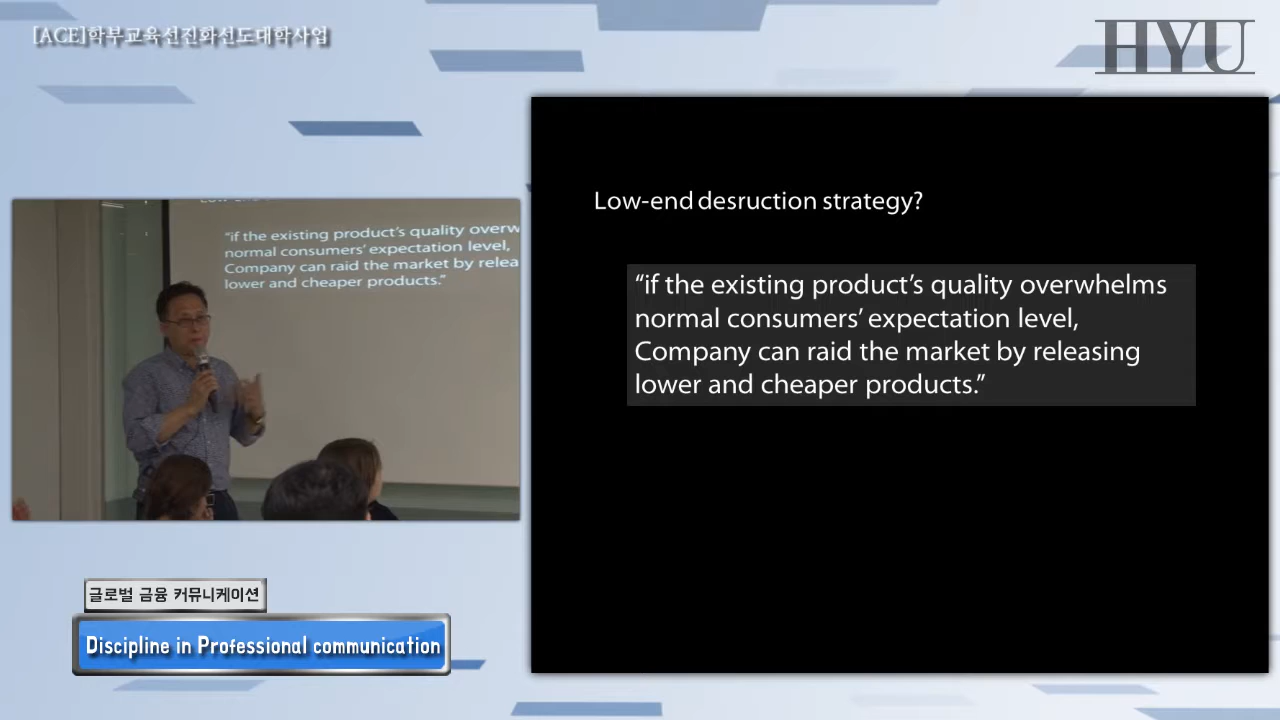 [ACE]학부교육선진화선도대학사업
HYU
Low-end desruction strategy?
“if the existing product’s quality overwhelms
normal consumers’ expectation level,
Company can raid the market by releasing
lower and cheaper products.”
“if the existing product’s quality overw
normal consumers’ expectation level,
Company can raid the market by relea
lower and cheaper products.”
글로벌 금융 커뮤니케이션
Discipline in Professional communication